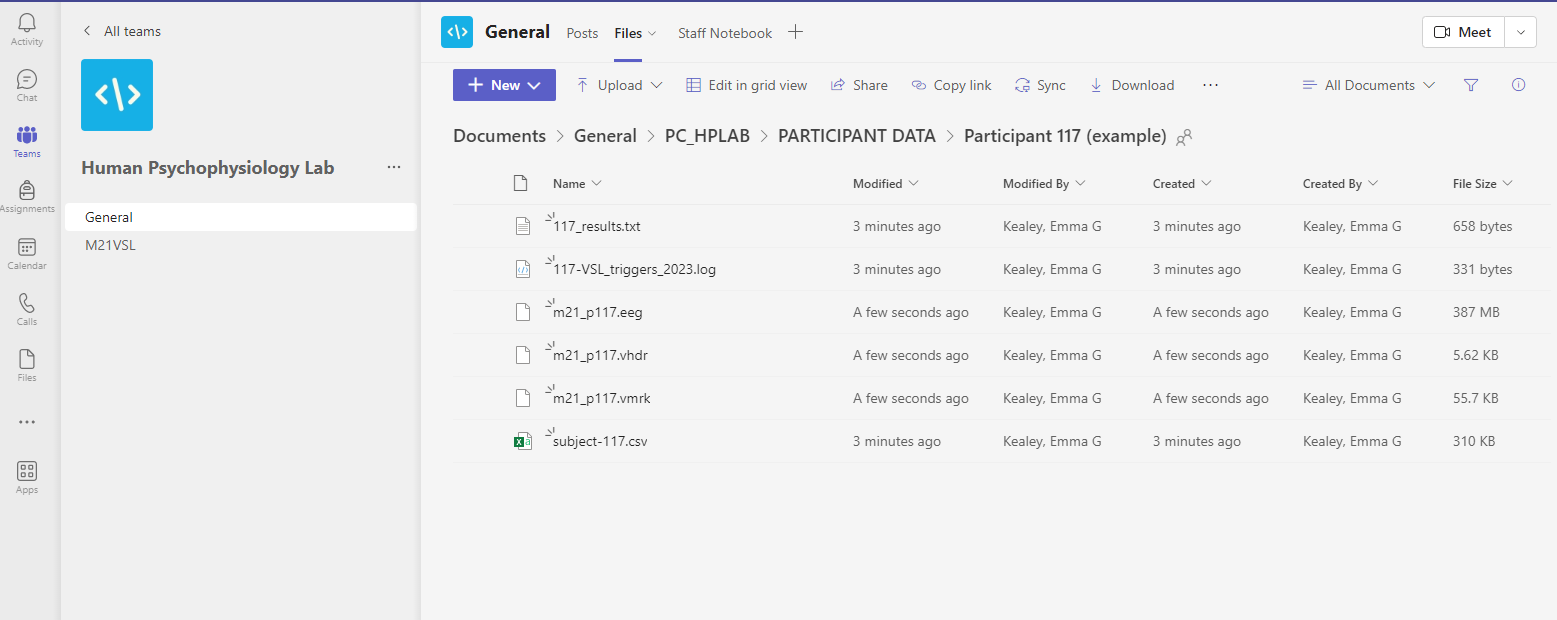 Activity
Chat
Teams
Assignments
Calendar
Calls
Files
Apps
All teams
</>
Human Psychophysiology Lab ...
General
M21VSL
</> General Posts Files Staff Notebook + Meet
+ New Upload Edit in grid view Share Copy link Sync Download ... All Documents
Documents > General > PC_HPLAB > PARTICIPANT DATA > Participant 117 (example)
Name Modified Modified By Created Created By File Size
117_results.txt 3 minutes ago Kealey, Emma G 3 minutes ago Kealey, Emma G 658 bytes
117-VSL_triggers_2023.log 3 minutes ago Kealey, Emma G 3 minutes ago Kealey, Emma G 331 bytes
m21_p117.eeg A few seconds ago Kealey, Emma G A few seconds ago Kealey, Emma G 387 MB
m21_p117.vhdr A few seconds ago Kealey, Emma G A few seconds ago Kealey, Emma G 5.62 KB
m21_p117.vmrk A few seconds ago Kealey, Emma G A few seconds ago Kealey, Emma G 55.7 KB
subject-117.csv 3 minutes ago Kealey, Emma G 3 minutes ago Kealey, Emma G 310 KB